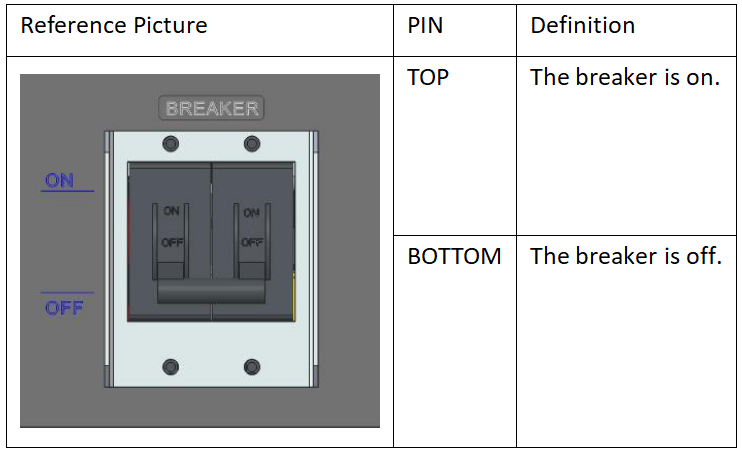 Reference Picture
PIN
Definition
BREAKER
ON
OFF
ON
ON
OFF
OFF
TOP
The breaker is on.
BOTTOM
The breaker is off.